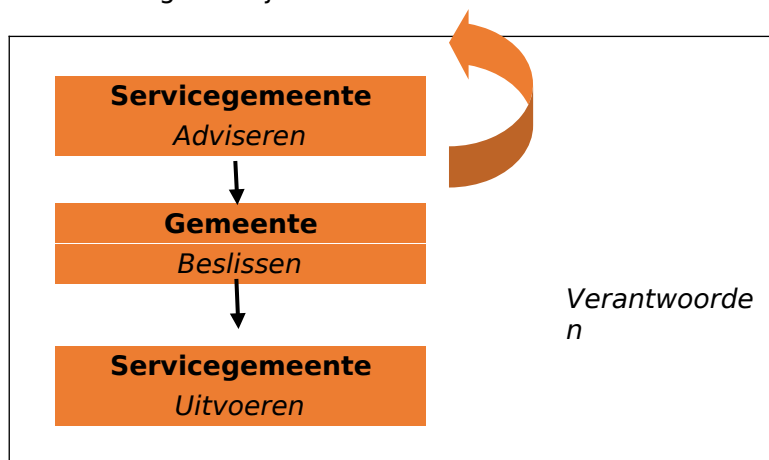 Servicegemeente
Adviseren
Gemeente
Beslissen
Verantwoorde
n
Servicegemeente
Uitvoeren